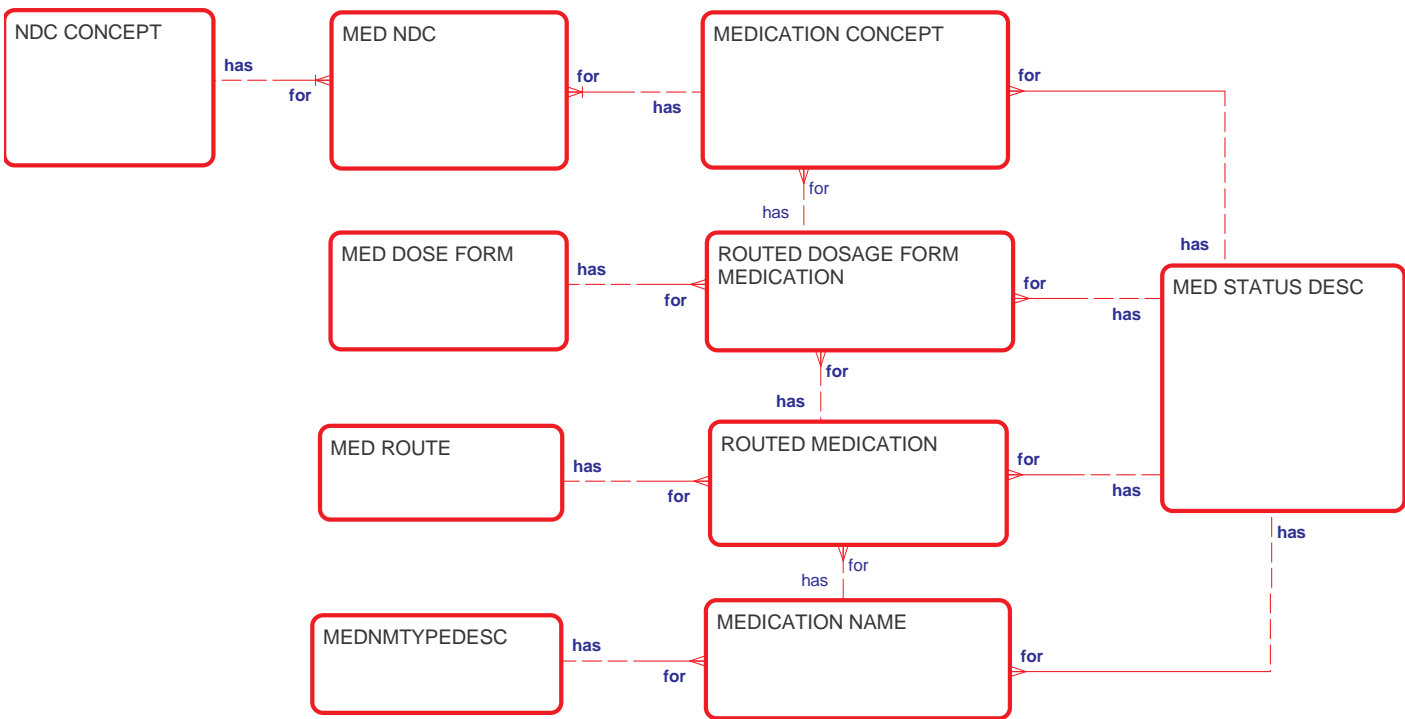 NDC CONCEPT
has
for
MED NDC
for
has
MEDICATION CONCEPT
for
has
for
has
MED DOSE FORM
has
for
ROUTED DOSAGE FORM
MEDICATION
for
has
MED STATUS DESC
for
has
MED ROUTE
has
for
ROUTED MEDICATION
for
has
has
for
has
MEDNMTYPEDESC
has
for
MEDICATION NAME
for